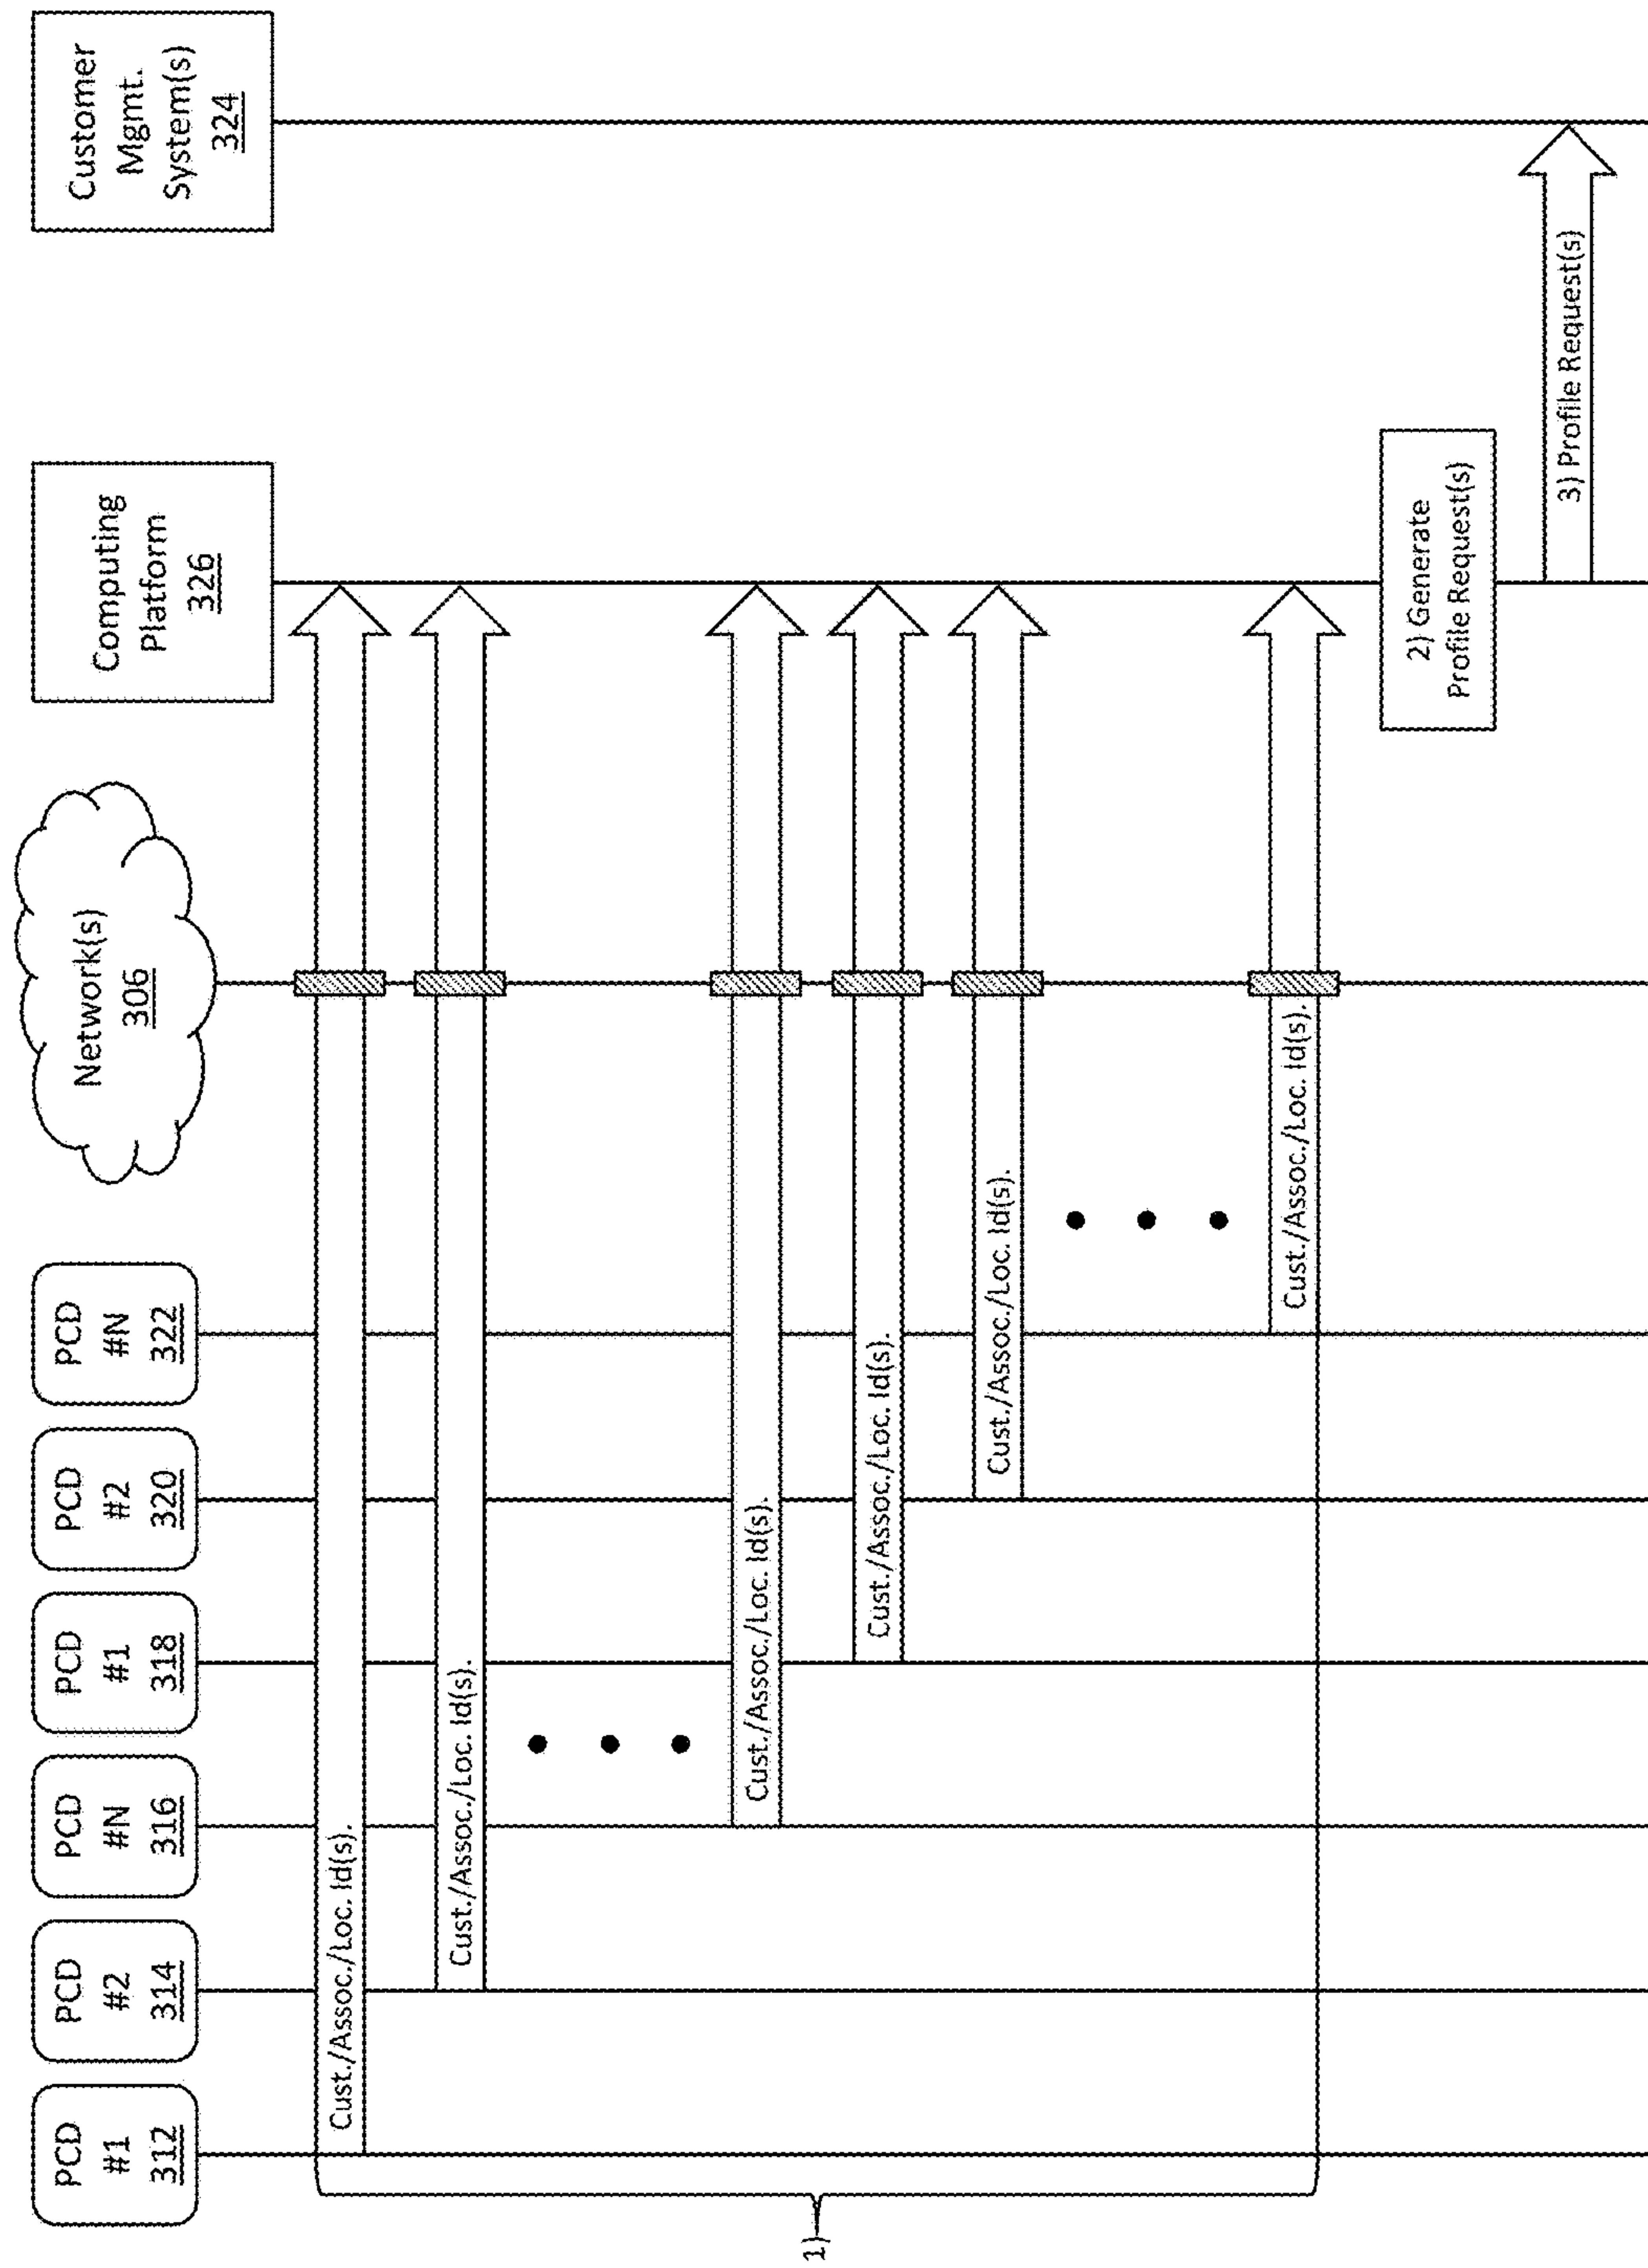 PCD
#1
312
PCD
#2
314
PCD
#N
316
PCD
#1
318
PCD
#2
320
PCD
#N
322
Network(s)
306
Computing
Platform
326
Customer
Mgmt.
System(s)
324
1)
Cust./Assoc./Loc. Id(s).
Cust./Assoc./Loc. Id(s).
Cust./Assoc./Loc. Id(s).
Cust./Assoc./Loc. Id(s).
Cust./Assoc./Loc. Id(s).
Cust./Assoc./Loc. Id(s).
2) Generate
Profile Request(s)
3) Profile Request(s)